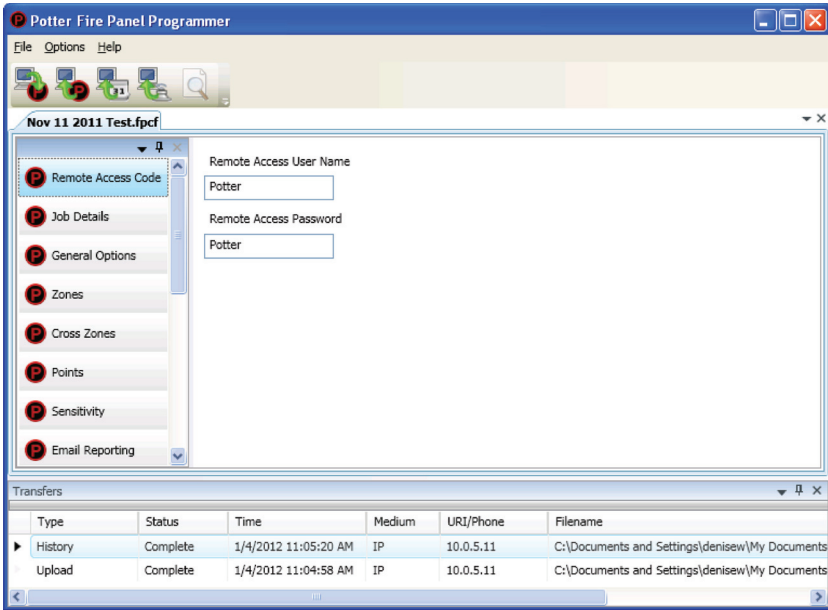 Potter Fire Panel Programmer
File Options Help
31
Nov 11 2011 Test.fpcf
Remote Access Code
Job Details
General Options
Zones
Cross Zones
Points
Sensitivity
Email Reporting
Remote Access User Name
Potter
Remote Access Password
Potter
Transfers
Type Status Time Medium URI/Phone Filename
History Complete 1/4/2012 11:05:20 AM IP 10.0.5.11 C:\Documents and Settings\denisew\My Documents
Upload Complete 1/4/2012 11:04:58 AM IP 10.0.5.11 C:\Documents and Settings\denisew\My Documents